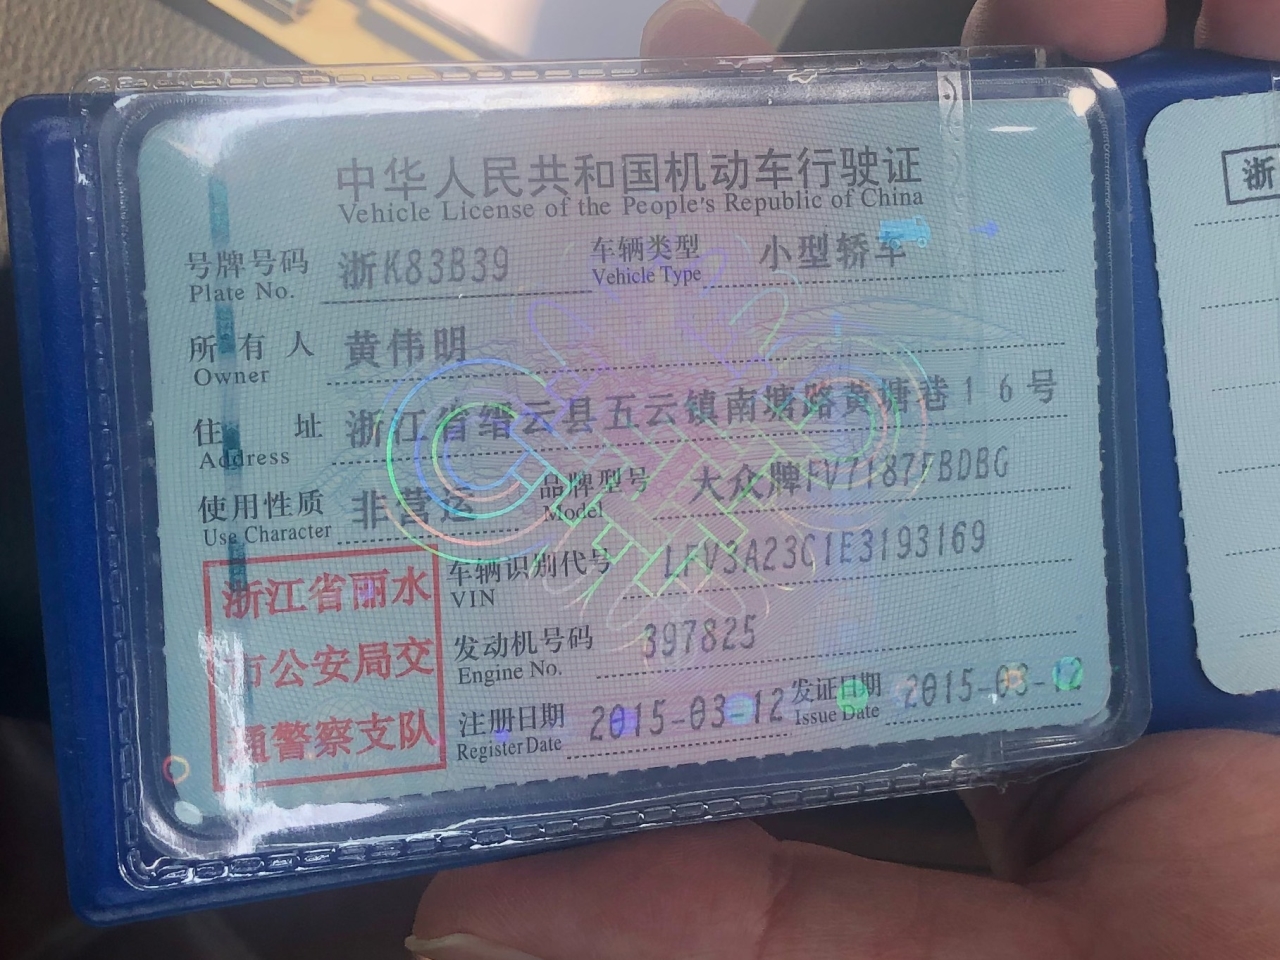 中华人民共和国机动车行驶证
Vehicle License of the People's Republic of China
号牌号码 浙K83B39 车辆类型 小型轿车
Plate No. Vehicle Type
所有人 黄伟明
Owner
住址 浙江省缙云县五云镇南塘路黄塘巷16号
Address
使用性质 非营运 品牌型号 大众牌FV7187FBDBG
Use Character Model
车辆识别代号 LFV3A23C1E3193169
VIN
发动机号码 397825
Engine No.
注册日期 2015-03-12 发证日期 2015-03-12
Register Date Issue Date
浙江省丽水
市公安局交
通警察支队
浙